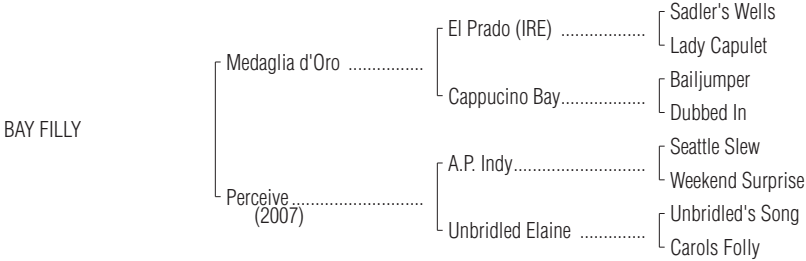 Sadler's Wells
El Prado (IRE) ..................
Lady Capulet
Medaglia d'Oro ................
Bailjumper
Cappucino Bay..................
Dubbed In
BAY FILLY
Seattle Slew
A.P. Indy............................
Weekend Surprise
Perceive............................
(2007)
Unbridled's Song
Unbridled Elaine ..............
Carols Folly